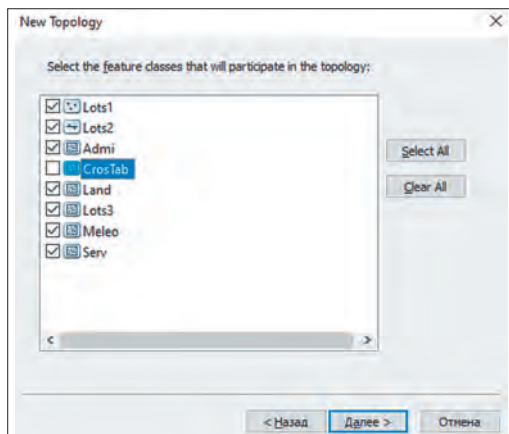 New Topology
Select the feature classes that will participate in the topology:
Lots1
Lots2
Admi
CrosTab
Land
Lots3
Meleo
Serv
Select All
Clear All
< Назад
Далее >
Отмена